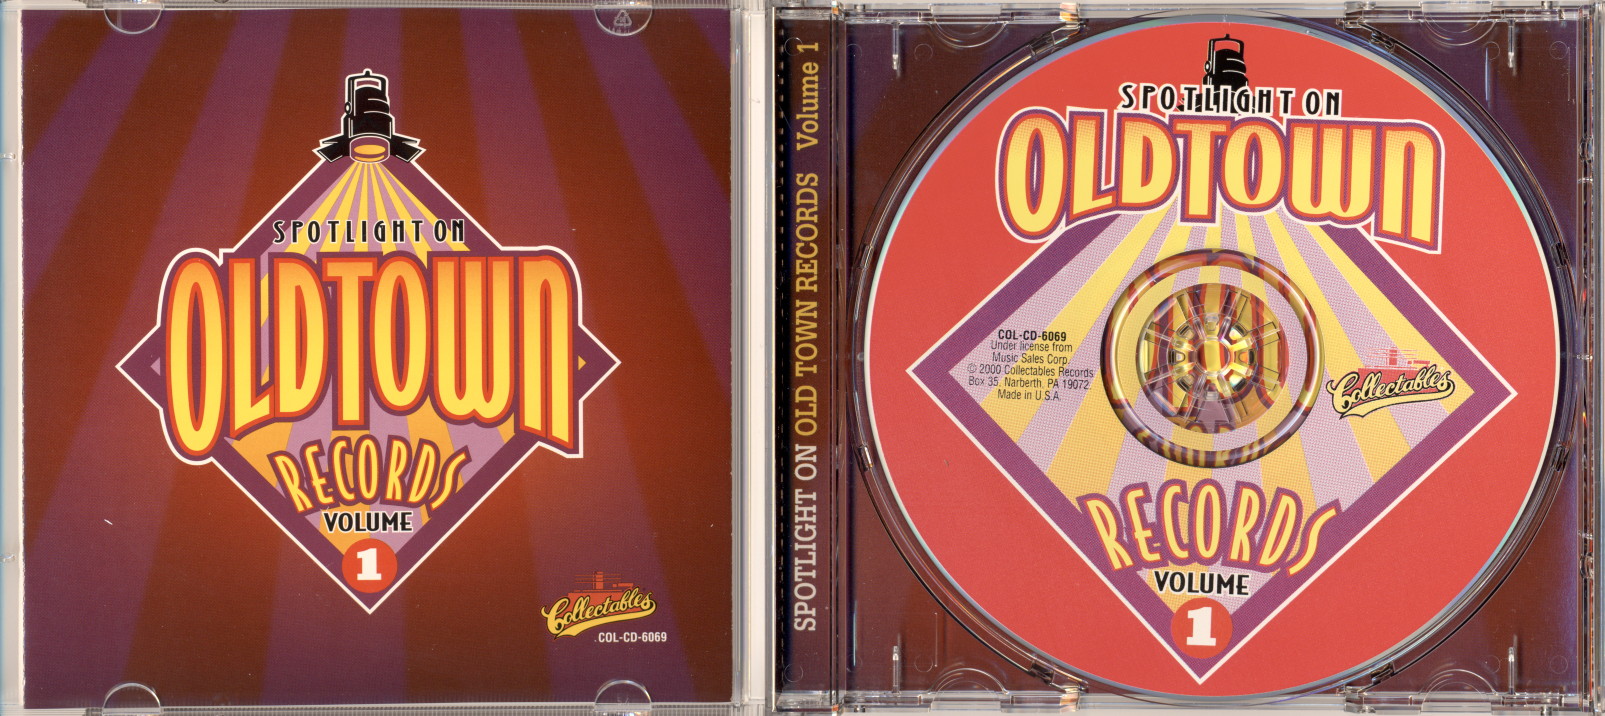 SPOTLIGHT ON
OLDTOWN
RECORDS
VOLUME
1
Collectables
COL-CD-6069
SPOTLIGHT ON OLD TOWN RECORDS Volume 1
SPOTLIGHT ON
OLDTOWN
COL-CD-6069
Under license from
Music Sales Corp.
© 2000 Collectables Records
Box 35, Narberth, PA 19072
Made in U.S.A.
Collectables
RECORDS
VOLUME
1